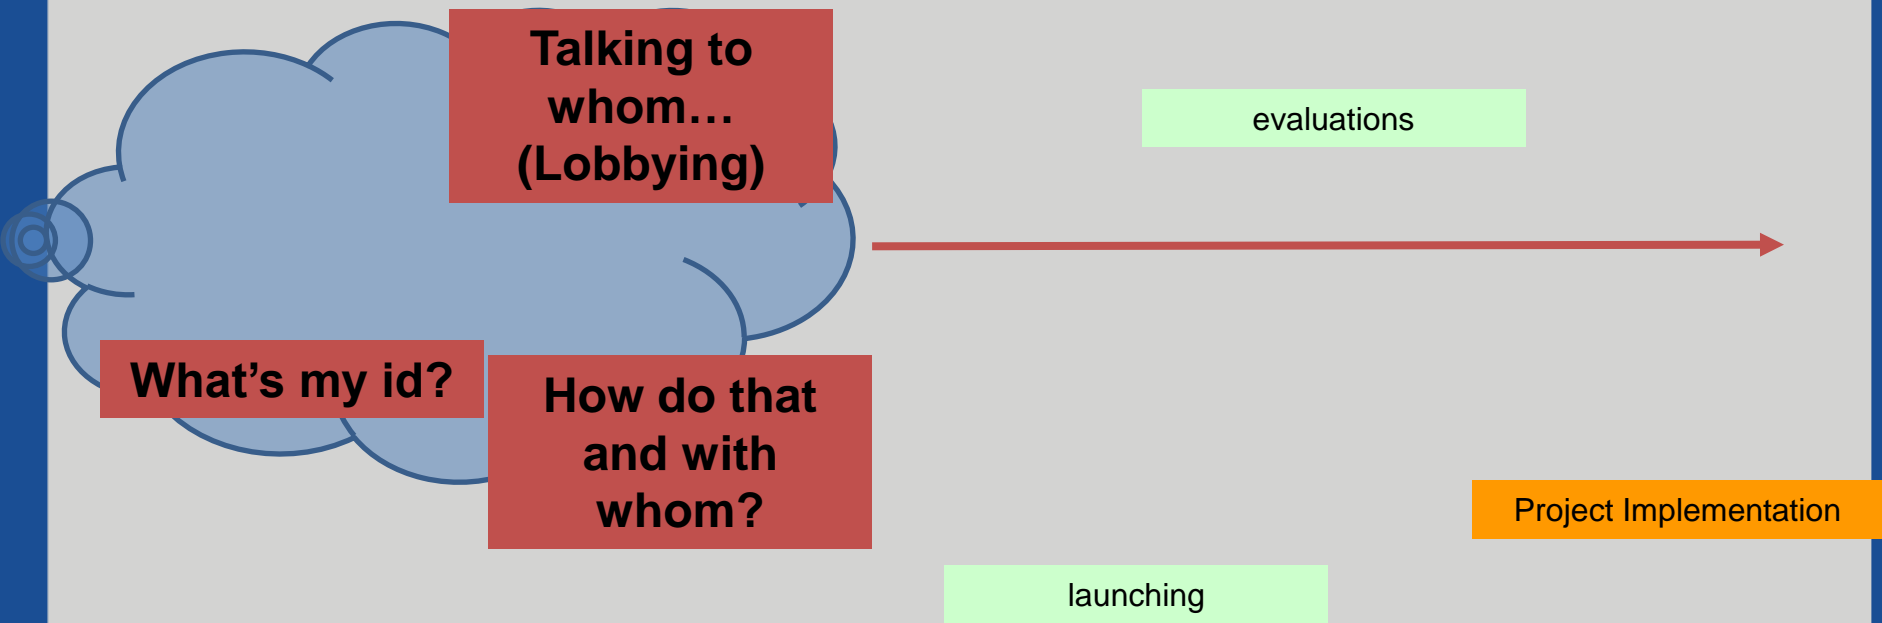 Talking to
whom…
(Lobbying)
evaluations
What’s my id?
How do that
and with
whom?
Project Implementation
launching